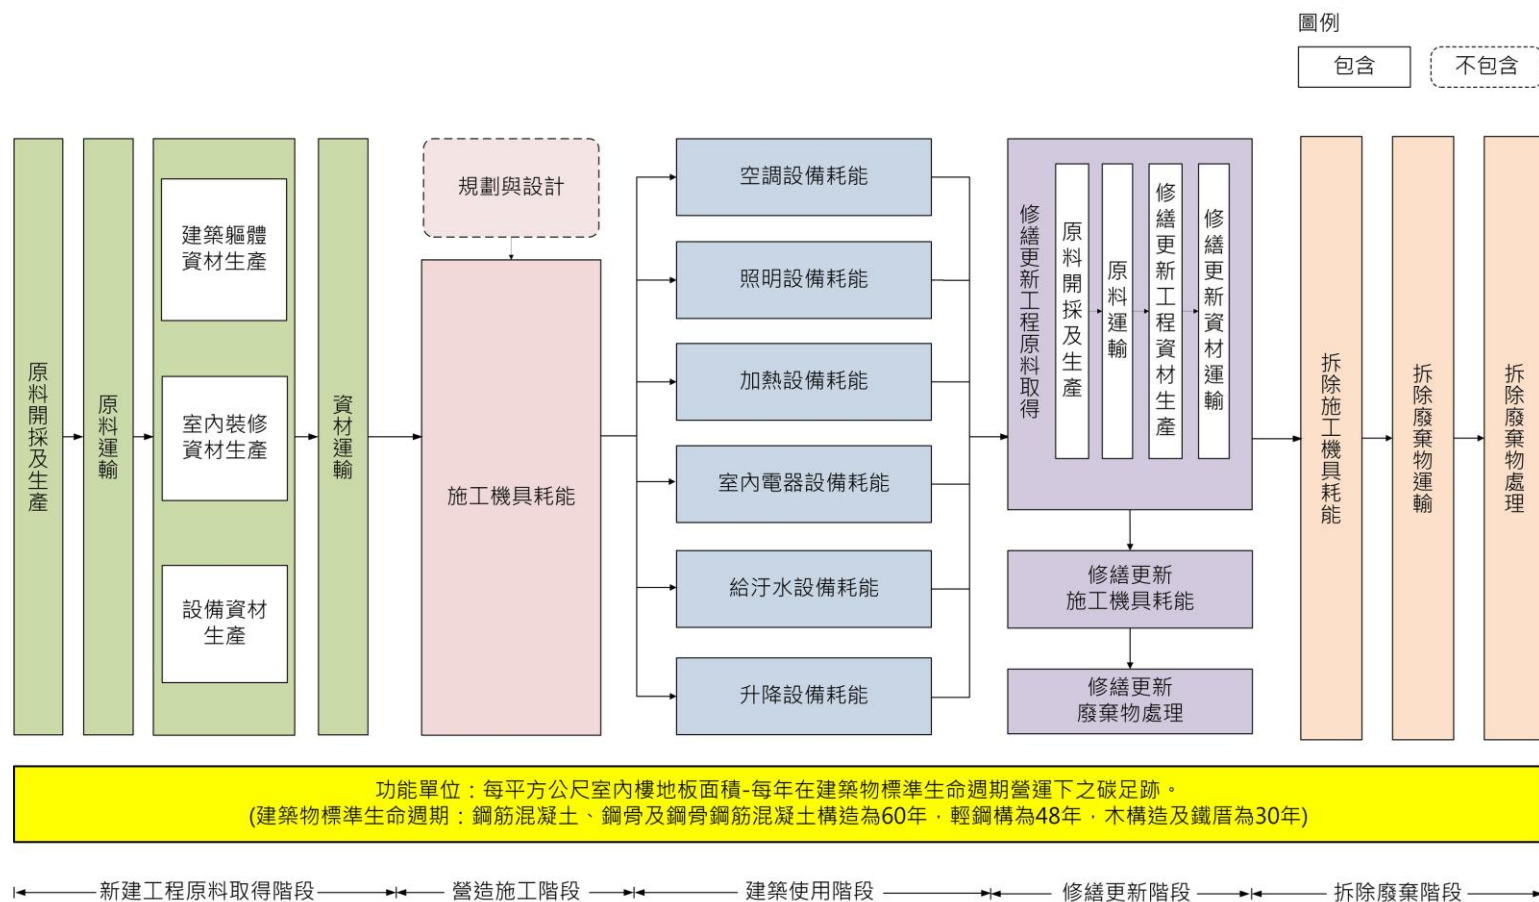 圖例
包含
不包含
原料開採及生產
原料運輸
建築軀體
資材生產
室內裝修
資材生產
設備資材
生產
資材運輸
規劃與設計
施工機具耗能
空調設備耗能
照明設備耗能
加熱設備耗能
室內電器設備耗能
給汙水設備耗能
升降設備耗能
修繕更新工程原料取得
原料開採及生產
原料運輸
修繕更新工程資材生產
修繕更新資材運輸
修繕更新
施工機具耗能
修繕更新
廢棄物處理
拆除施工機具耗能
拆除廢棄物運輸
拆除廢棄物處理
功能單位：每平方公尺室內樓地板面積-每年在建築物標準生命週期營運下之碳足跡。
(建築物標準生命週期：鋼筋混凝土、鋼骨及鋼骨鋼筋混凝土構造為60年，輕鋼構為48年，木構造及鐵厝為30年)
新建工程原料取得階段
營造施工階段
建築使用階段
修繕更新階段
拆除廢棄階段